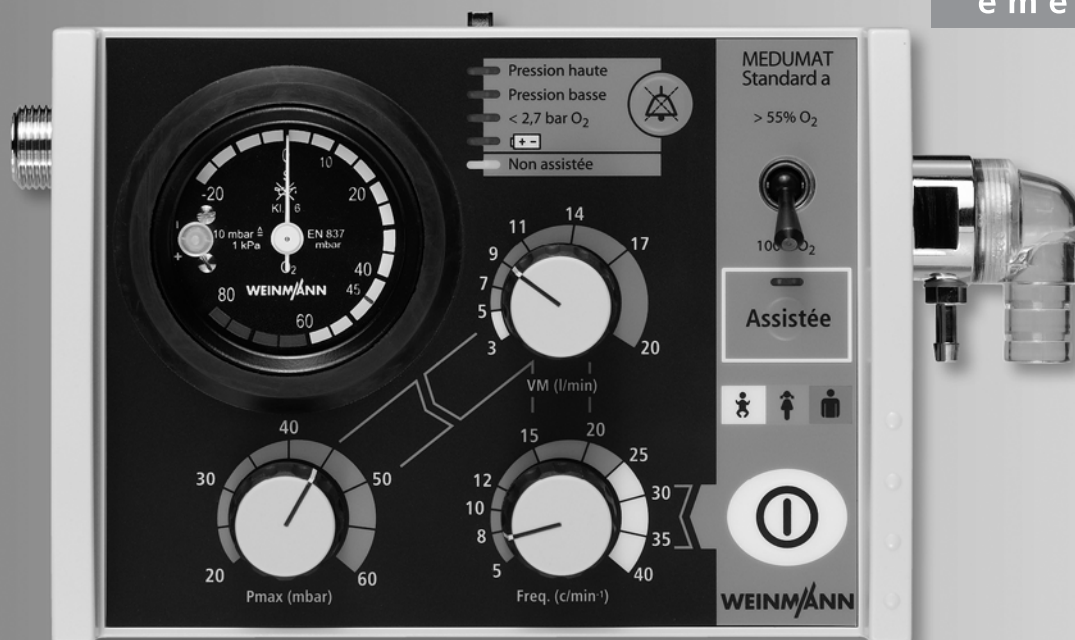 eme
Pression haute
Pression basse
< 2,7 bar O₂
+ -
Non assistée
MEDUMAT
Standard a
> 55% O₂
100 O₂
Assistée
WEINMANN
0
10
20
40
45
60
80
-20
Kl. 6
10 mbar ≙
1 kPa
EN 837
mbar
O₂
-
+
WEINMANN
3
5
7
9
11
14
17
20
VM (l/min)
20
30
40
50
60
Pmax (mbar)
5
8
10
12
15
20
25
30
35
40
Freq. (c/min⁻¹)